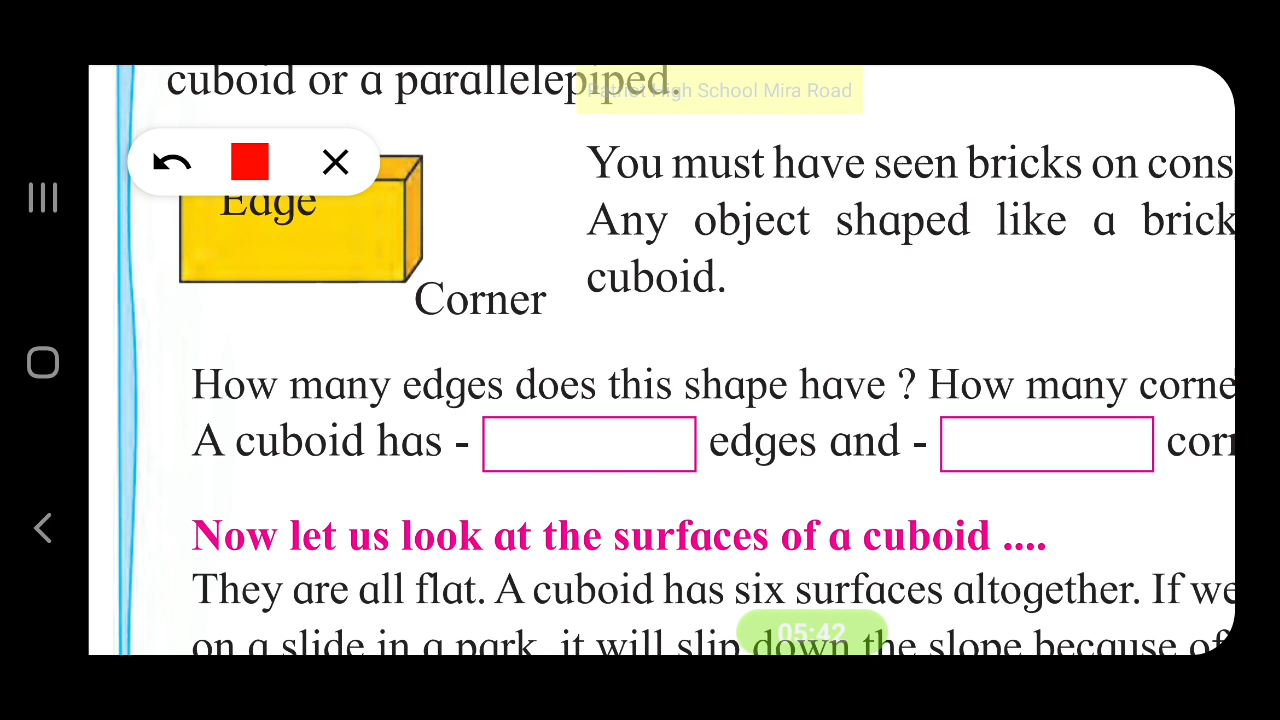 cuboid or a parallelepiped.
Patriot High School Mira Road
Edge
You must have seen bricks on cons
Any object shaped like a brick
cuboid.
Corner
How many edges does this shape have ? How many corne
A cuboid has - edges and - corn
Now let us look at the surfaces of a cuboid ....
They are all flat. A cuboid has six surfaces altogether. If we
on a slide in a park, it will slip down the slope because of
05:42